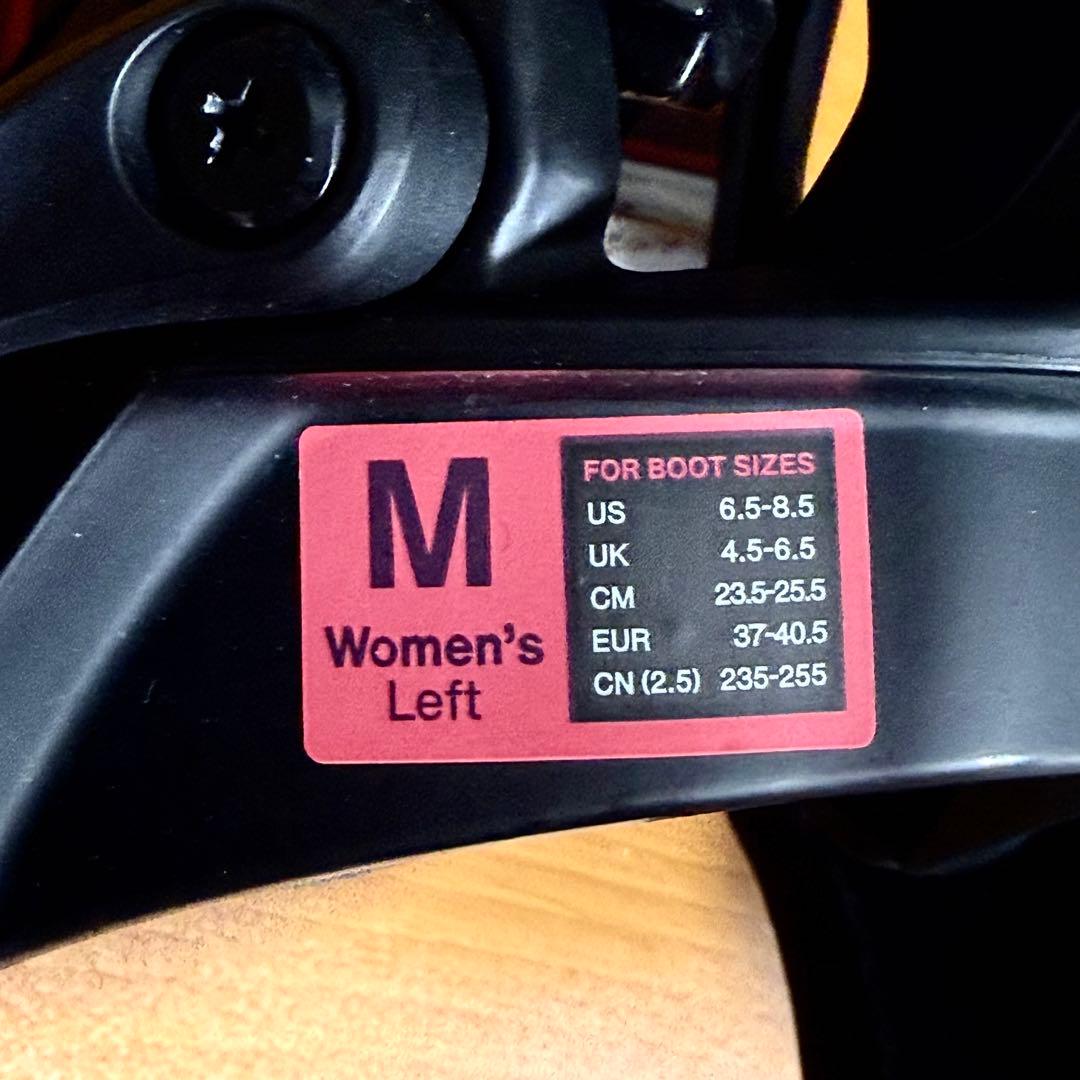 M
Women's
Left
FOR BOOT SIZES
US 6.5-8.5
UK 4.5-6.5
CM 23.5-25.5
EUR 37-40.5
CN (2.5) 235-255